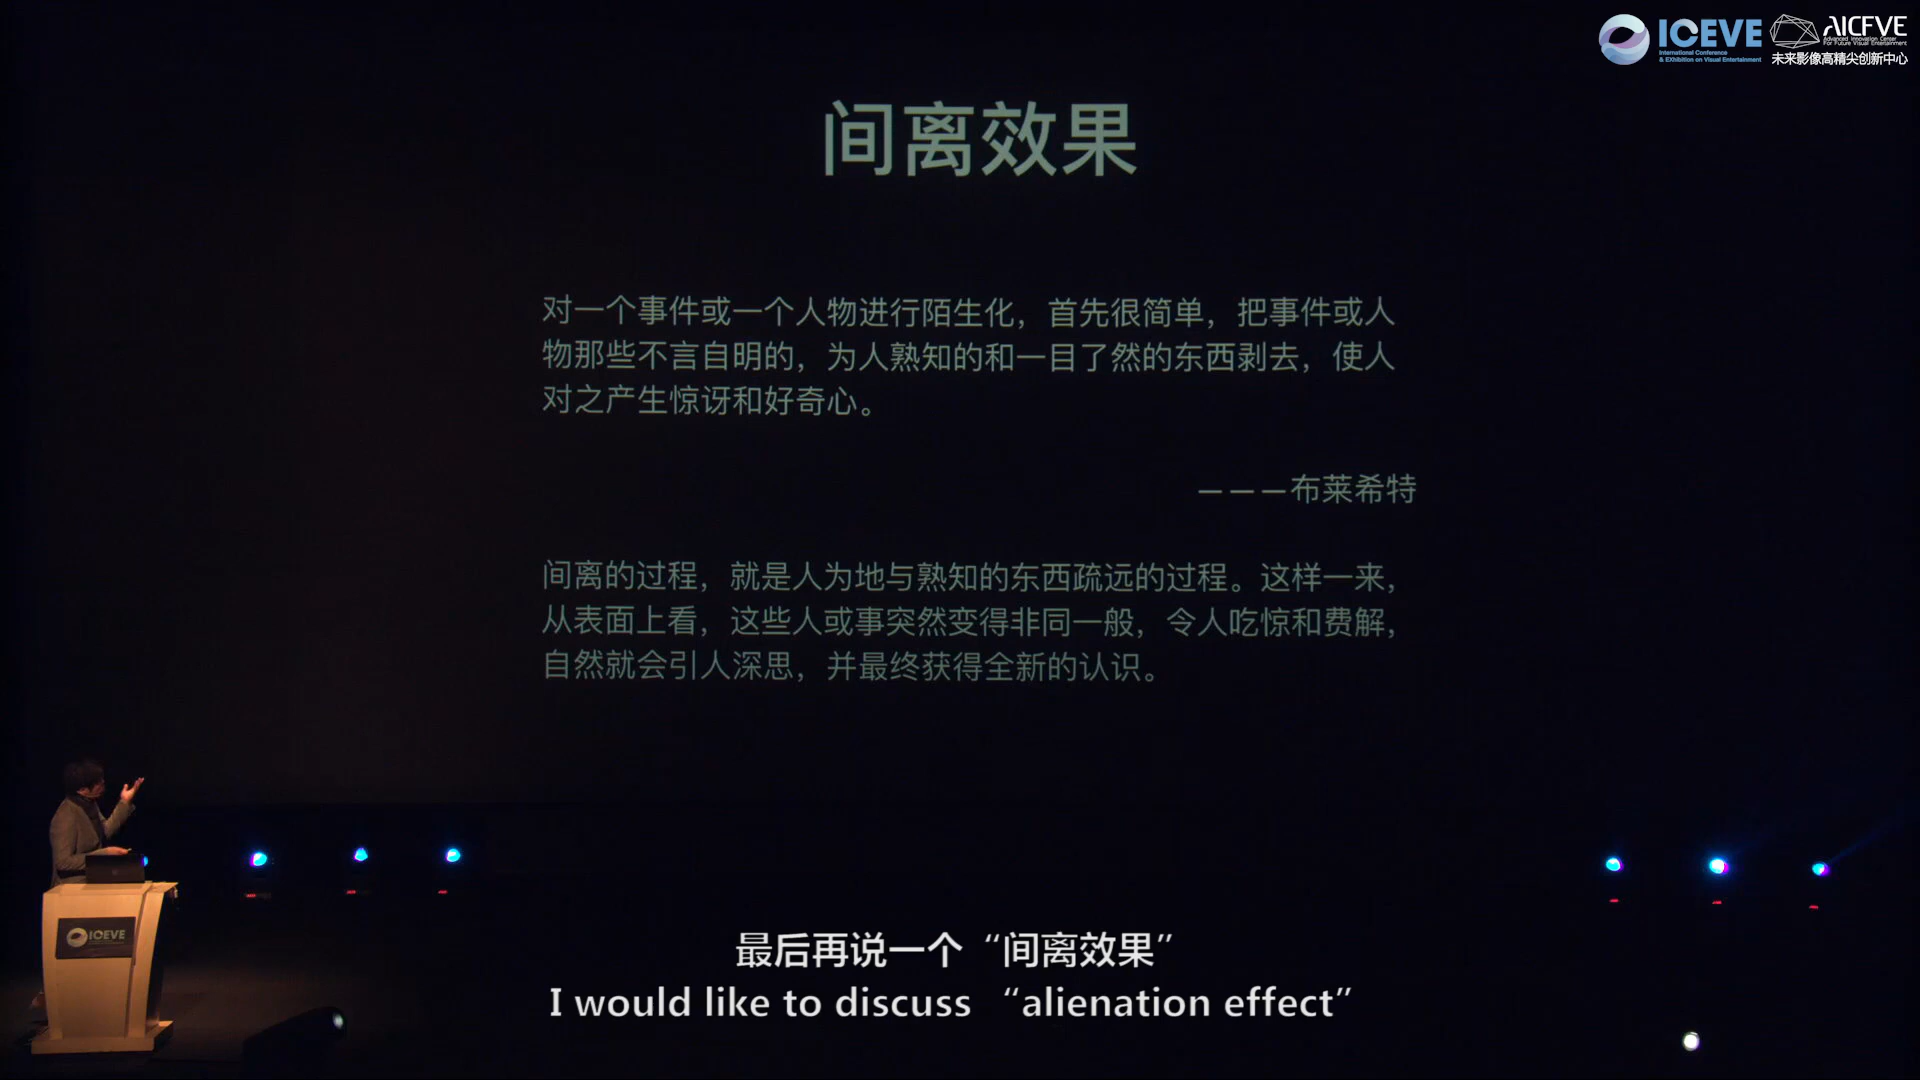 ICEVE
International Conference
& EXhibition on Visual Entertainment
AICFVE
Advanced Innovation Center
For Future Visual Entertainment
未来影像高精尖创新中心
间离效果
对一个事件或一个人物进行陌生化，首先很简单，把事件或人
物那些不言自明的，为人熟知的和一目了然的东西剥去，使人
对之产生惊讶和好奇心。
———布莱希特
间离的过程，就是人为地与熟知的东西疏远的过程。这样一来，
从表面上看，这些人或事突然变得非同一般，令人吃惊和费解，
自然就会引人深思，并最终获得全新的认识。
ICEVE
最后再说一个“间离效果”
I would like to discuss “alienation effect”